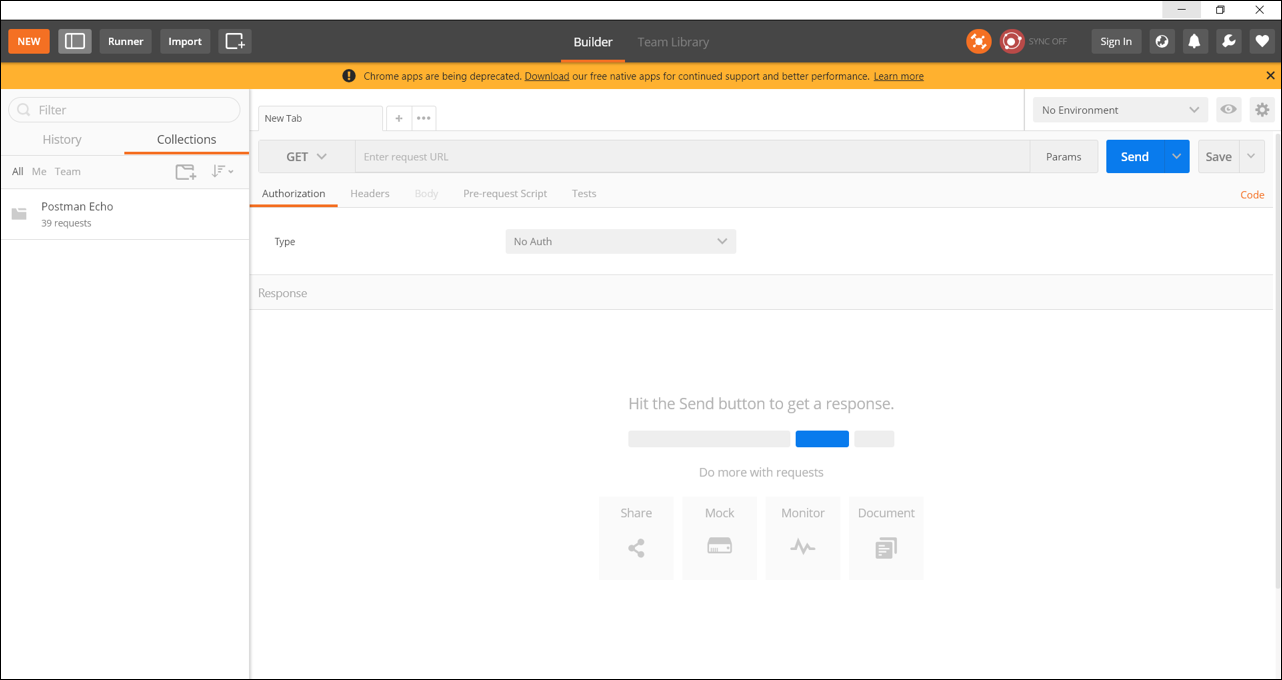 NEW Runner Import Builder Team Library SYNC OFF Sign In
Chrome apps are being deprecated. Download our free native apps for continued support and better performance. Learn more
Filter
New Tab + No Environment
History Collections
GET Enter request URL Params Send Save
All Me Team
Authorization Headers Body Pre-request Script Tests Code
Postman Echo
39 requests
Type No Auth
Response
Hit the Send button to get a response.
Do more with requests
Share Mock Monitor Document